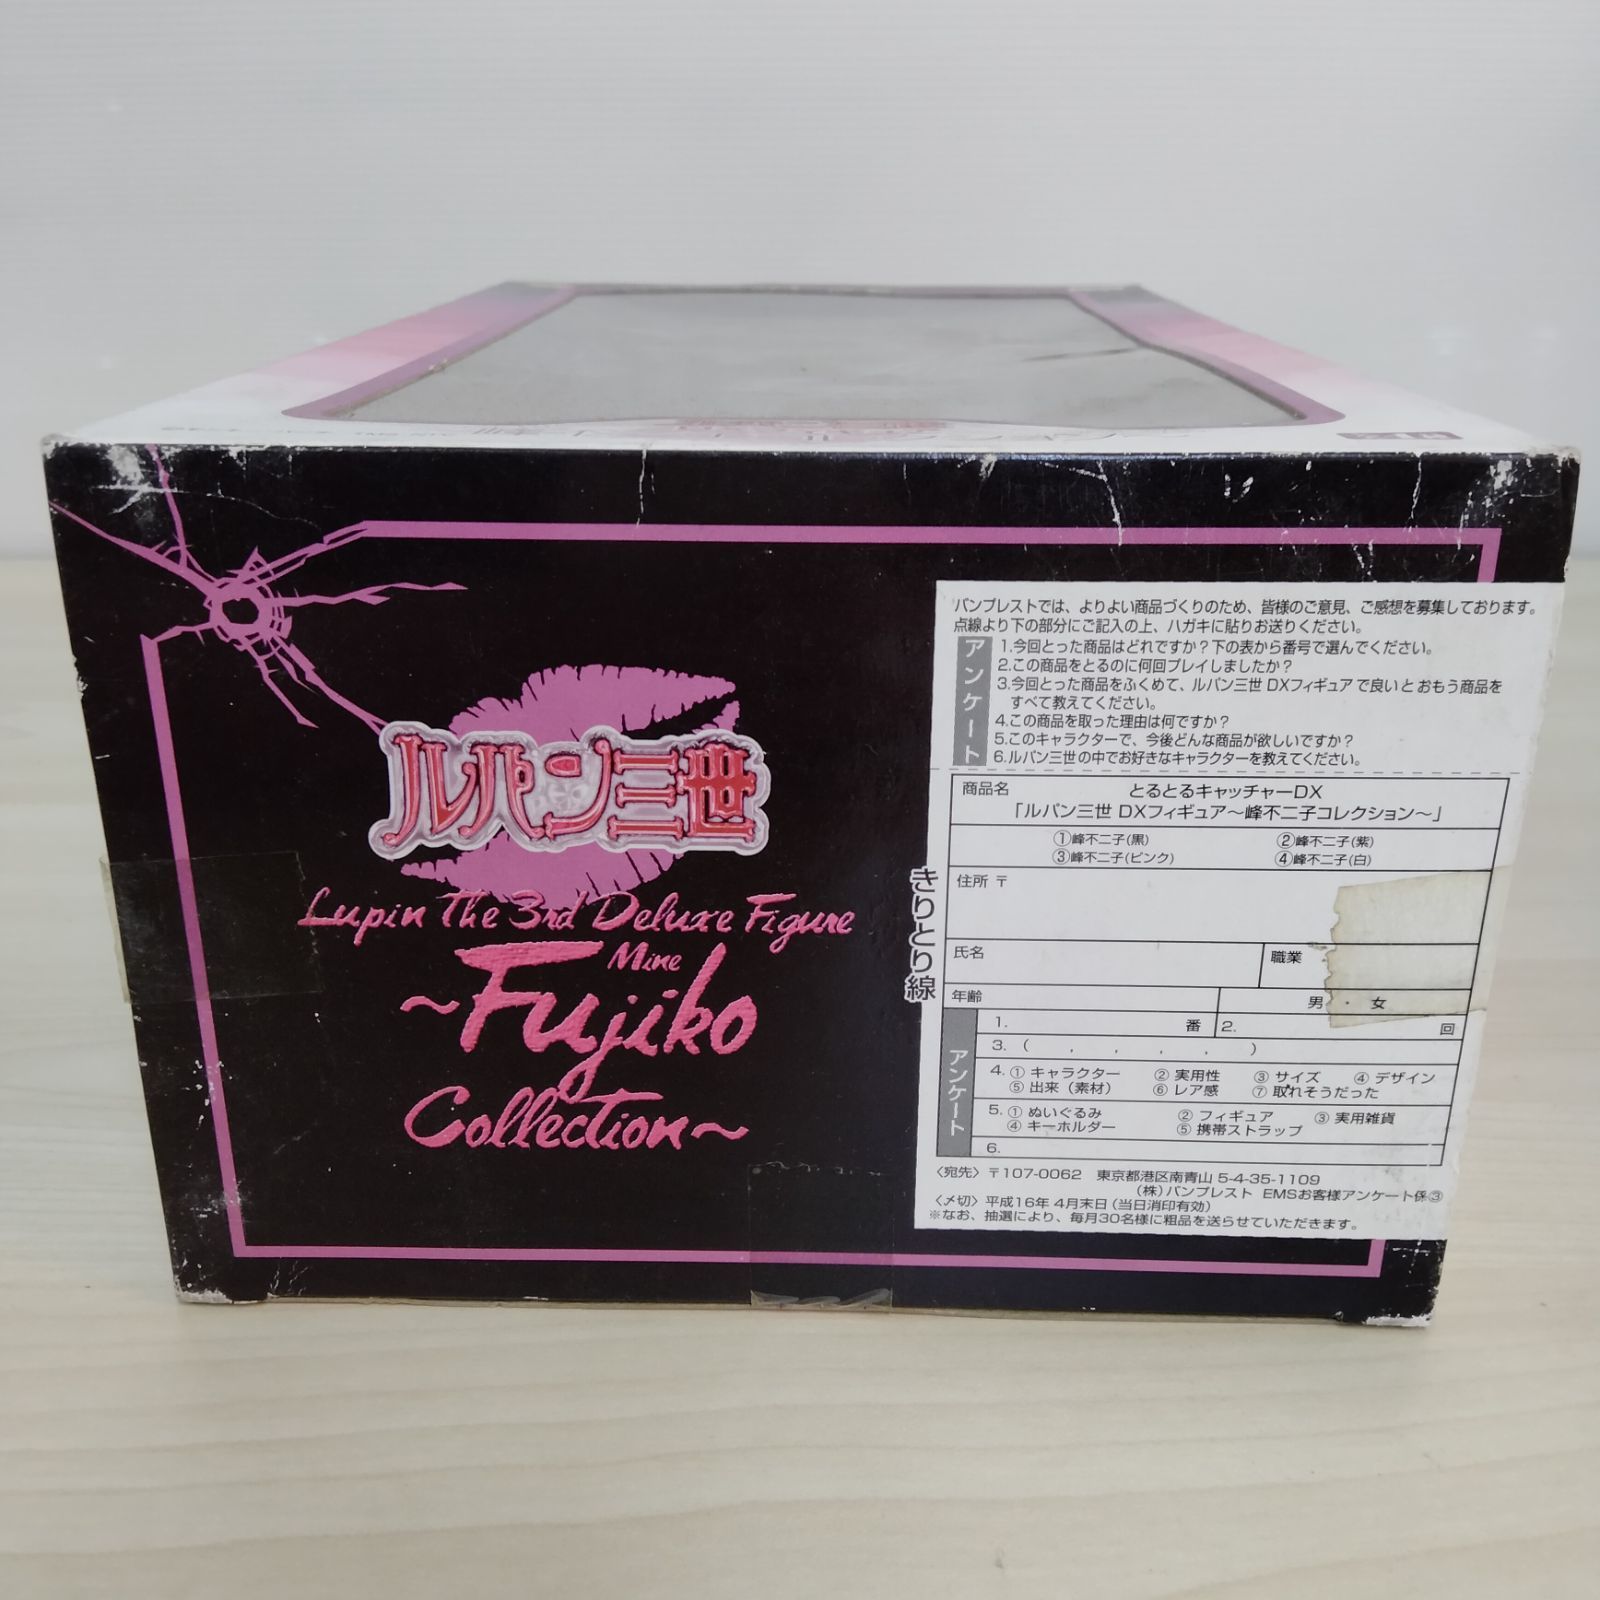 ルパン三世
Lupin The 3rd Deluxe Figure
Mine
~Fujiko
Collection~
きりとり線
バンプレストでは、よりよい商品づくりのため、皆様のご意見、ご感想を募集しております。
点線より下の部分にご記入の上、ハガキに貼りお送りください。
アンケート
1.今回とった商品はどれですか？下の表から番号で選んでください。
2.この商品をとるのに何回プレイしましたか？
3.今回とった商品をふくめて、ルパン三世 DXフィギュア で良いと おもう商品を
すべて教えてください。
4.この商品を取った理由は何ですか？
5.このキャラクターで、今後どんな商品が欲しいですか？
6.ルパン三世の中でお好きなキャラクターを教えてください。
商品名 とるとるキャッチャーDX
「ルパン三世 DXフィギュア～峰不二子コレクション～」
①峰不二子(黒) ②峰不二子(紫)
③峰不二子(ピンク) ④峰不二子(白)
住所 〒
氏名 職業
年齢 男 ・ 女
アンケート
1. 番 2. 回
3. ( , , , , )
4. ① キャラクター ② 実用性 ③ サイズ ④ デザイン
⑤ 出来（素材） ⑥ レア感 ⑦ 取れそうだった
5. ① ぬいぐるみ ② フィギュア ③ 実用雑貨
④ キーホルダー ⑤ 携帯ストラップ
6.
〈宛先〉〒107-0062 東京都港区南青山 5-4-35-1109
(株)バンプレスト EMSお客様アンケート係③
〈〆切〉平成16年 4月末日(当日消印有効)
※なお、抽選により、毎月30名様に粗品を送らせていただきます。